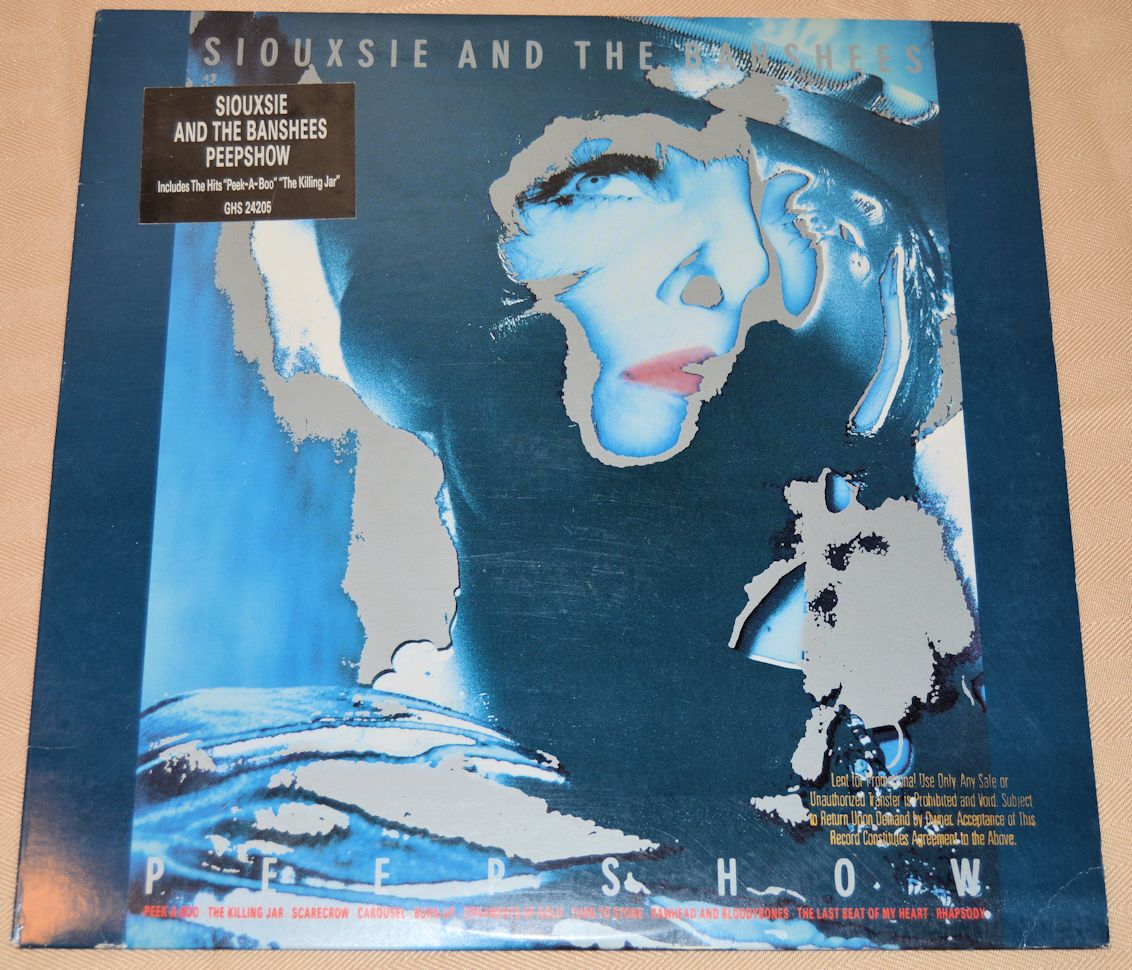 SIOUXSIE AND THE BANSHEES
SIOUXSIE
AND THE BANSHEES
PEEPSHOW
Includes The Hits "Peek-A-Boo" "The Killing Jar"
GHS 24205
Lent for Promotional Use Only Any Sale or
Unauthorized Transfer is Prohibited and Void. Subject
to Return Upon Demand by Owner. Acceptance of This
Record Constitutes Agreement to the Above.
PEEPSHOW
PEEK-A-BOO · THE KILLING JAR · SCARECROW · CAROUSEL · BURN-UP · ORNAMENTS OF GOLD · TURN TO STONE · RAWHEAD AND BLOODYBONES · THE LAST BEAT OF MY HEART · RHAPSODY